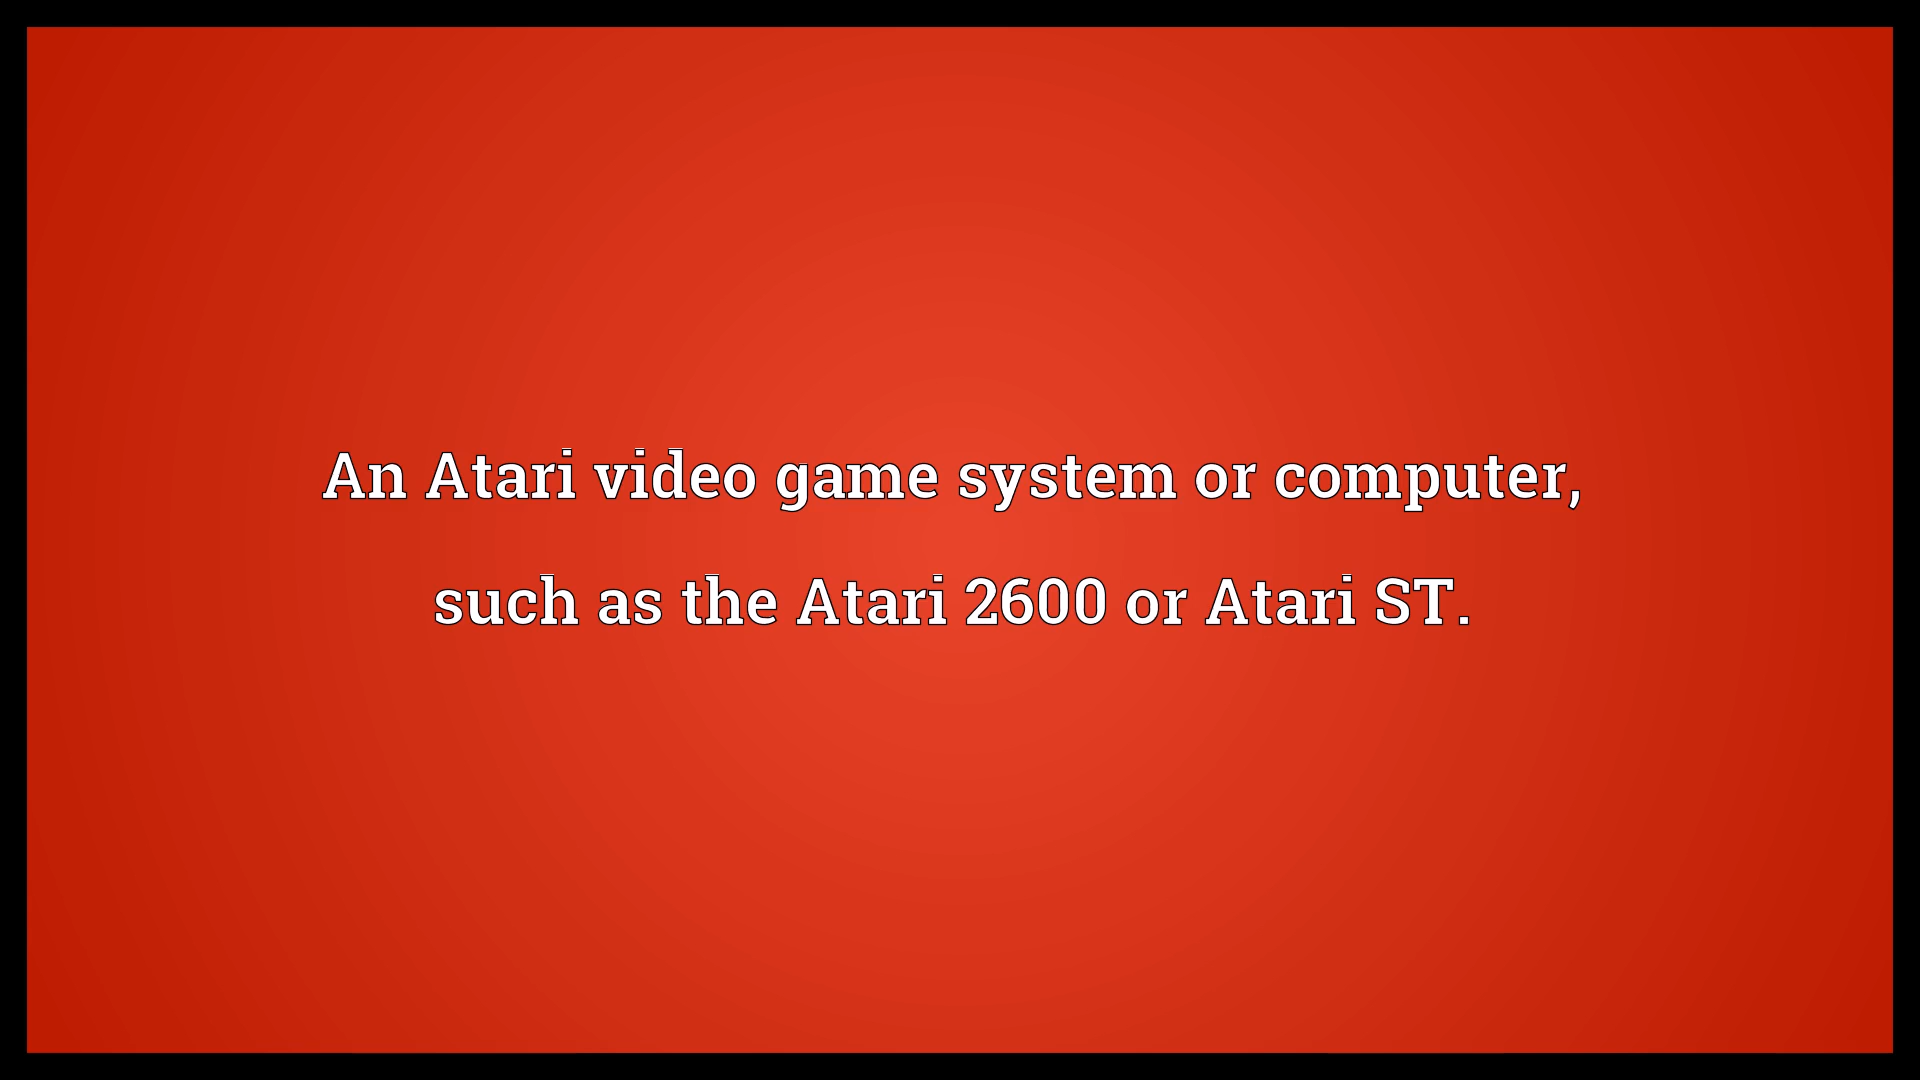 An Atari video game system or computer,
such as the Atari 2600 or Atari ST.